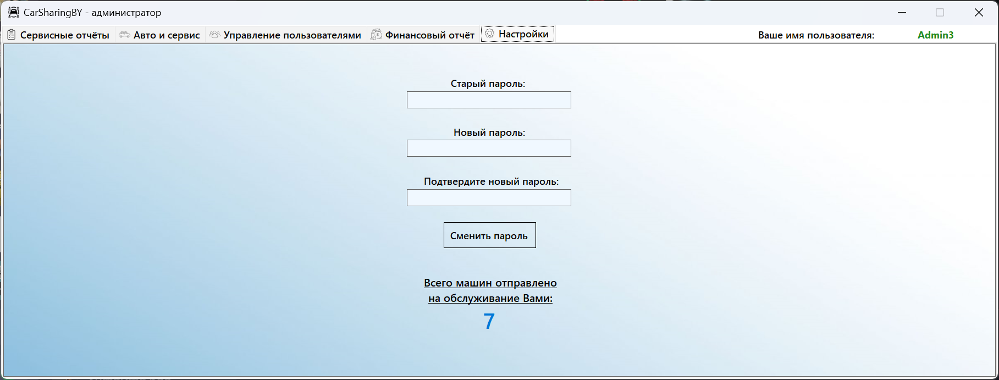 CarSharingBY - администратор
Сервисные отчёты Авто и сервис Управление пользователями Финансовый отчёт Настройки Ваше имя пользователя: Admin3
Старый пароль:
Новый пароль:
Подтвердите новый пароль:
Сменить пароль
Всего машин отправлено
на обслуживание Вами:
7